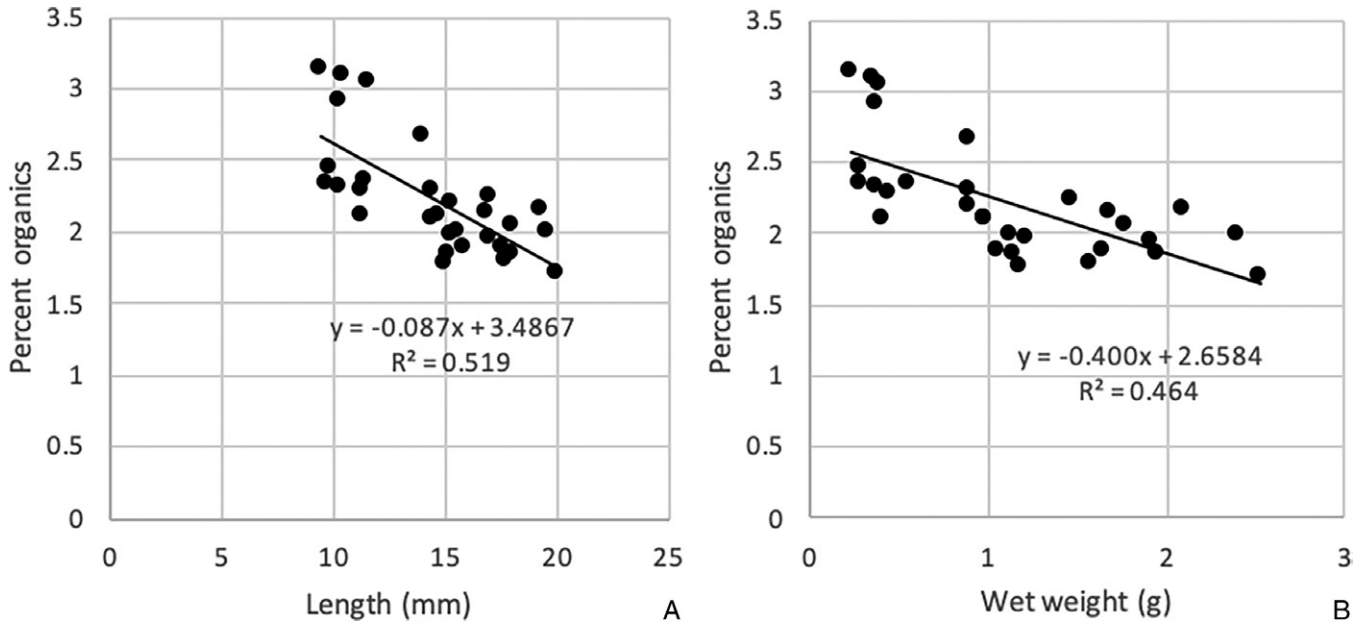 3.5
3
2.5
2
1.5
1
0.5
0
Percent organics
y = -0.087x + 3.4867
R² = 0.519
0 5 10 15 20 25
Length (mm)
A
3.5
3
2.5
2
1.5
1
0.5
0
Percent organics
y = -0.400x + 2.6584
R² = 0.464
0 1 2 3
Wet weight (g)
B